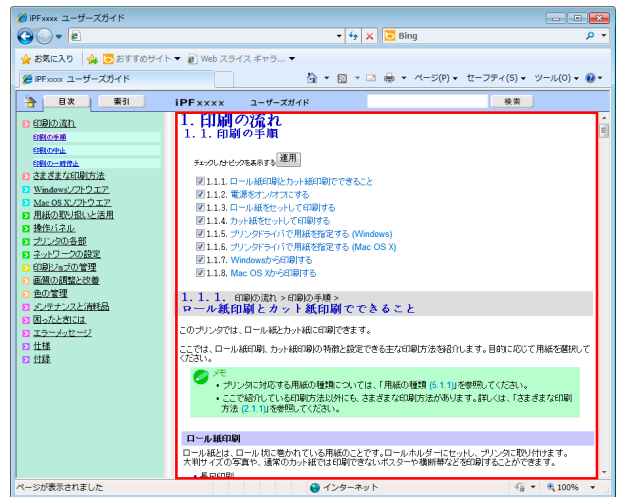 iPFxxxx ユーザーズガイド
Bing
お気に入り おすすめサイト Web スライス ギャラ...
iPFxxxx ユーザーズガイド
ページ(P) セーフティ(S) ツール(O)
目次 索引 iPFxxxx ユーザーズガイド 検索
印刷の流れ
印刷の手順
印刷の中止
印刷の一時停止
さまざまな印刷方法
Windowsソフトウエア
Mac OS Xソフトウエア
用紙の取り扱いと活用
操作パネル
プリンタの各部
ネットワークの設定
印刷ジョブの管理
画質の調整と改善
色の管理
メンテナンスと消耗品
困ったときには
エラーメッセージ
仕様
付録
1. 印刷の流れ
1. 1. 印刷の手順
チェックしたトピックを表示する 適用
1.1.1. ロール紙印刷とカット紙印刷でできること
1.1.2. 電源をオン/オフにする
1.1.3. ロール紙をセットして印刷する
1.1.4. カット紙をセットして印刷する
1.1.5. プリンタドライバで用紙を指定する (Windows)
1.1.6. プリンタドライバで用紙を指定する (Mac OS X)
1.1.7. Windowsから印刷する
1.1.8. Mac OS Xから印刷する
1. 1. 1. 印刷の流れ > 印刷の手順 >
ロール紙印刷とカット紙印刷でできること
このプリンタでは、ロール紙とカット紙に印刷できます。
ここでは、ロール紙印刷、カット紙印刷の特徴と設定できる主な印刷方法を紹介します。目的に応じて用紙を選択して
ください。
メモ
• プリンタに対応する用紙の種類については、「用紙の種類 (5.1.1)」を参照してください。
• ここで紹介している印刷方法以外にも、さまざまな印刷方法があります。詳しくは、「さまざまな印刷
方法 (2.1.1)」を参照してください。
ロール紙印刷
ロール紙とは、ロール状に巻かれている用紙のことです。ロールホルダーにセットし、プリンタに取り付けます。
大判サイズの写真や、通常のカット紙では印刷できないポスターや横断幕などを印刷することができます。
• 長尺印刷
ページが表示されました インターネット 100%